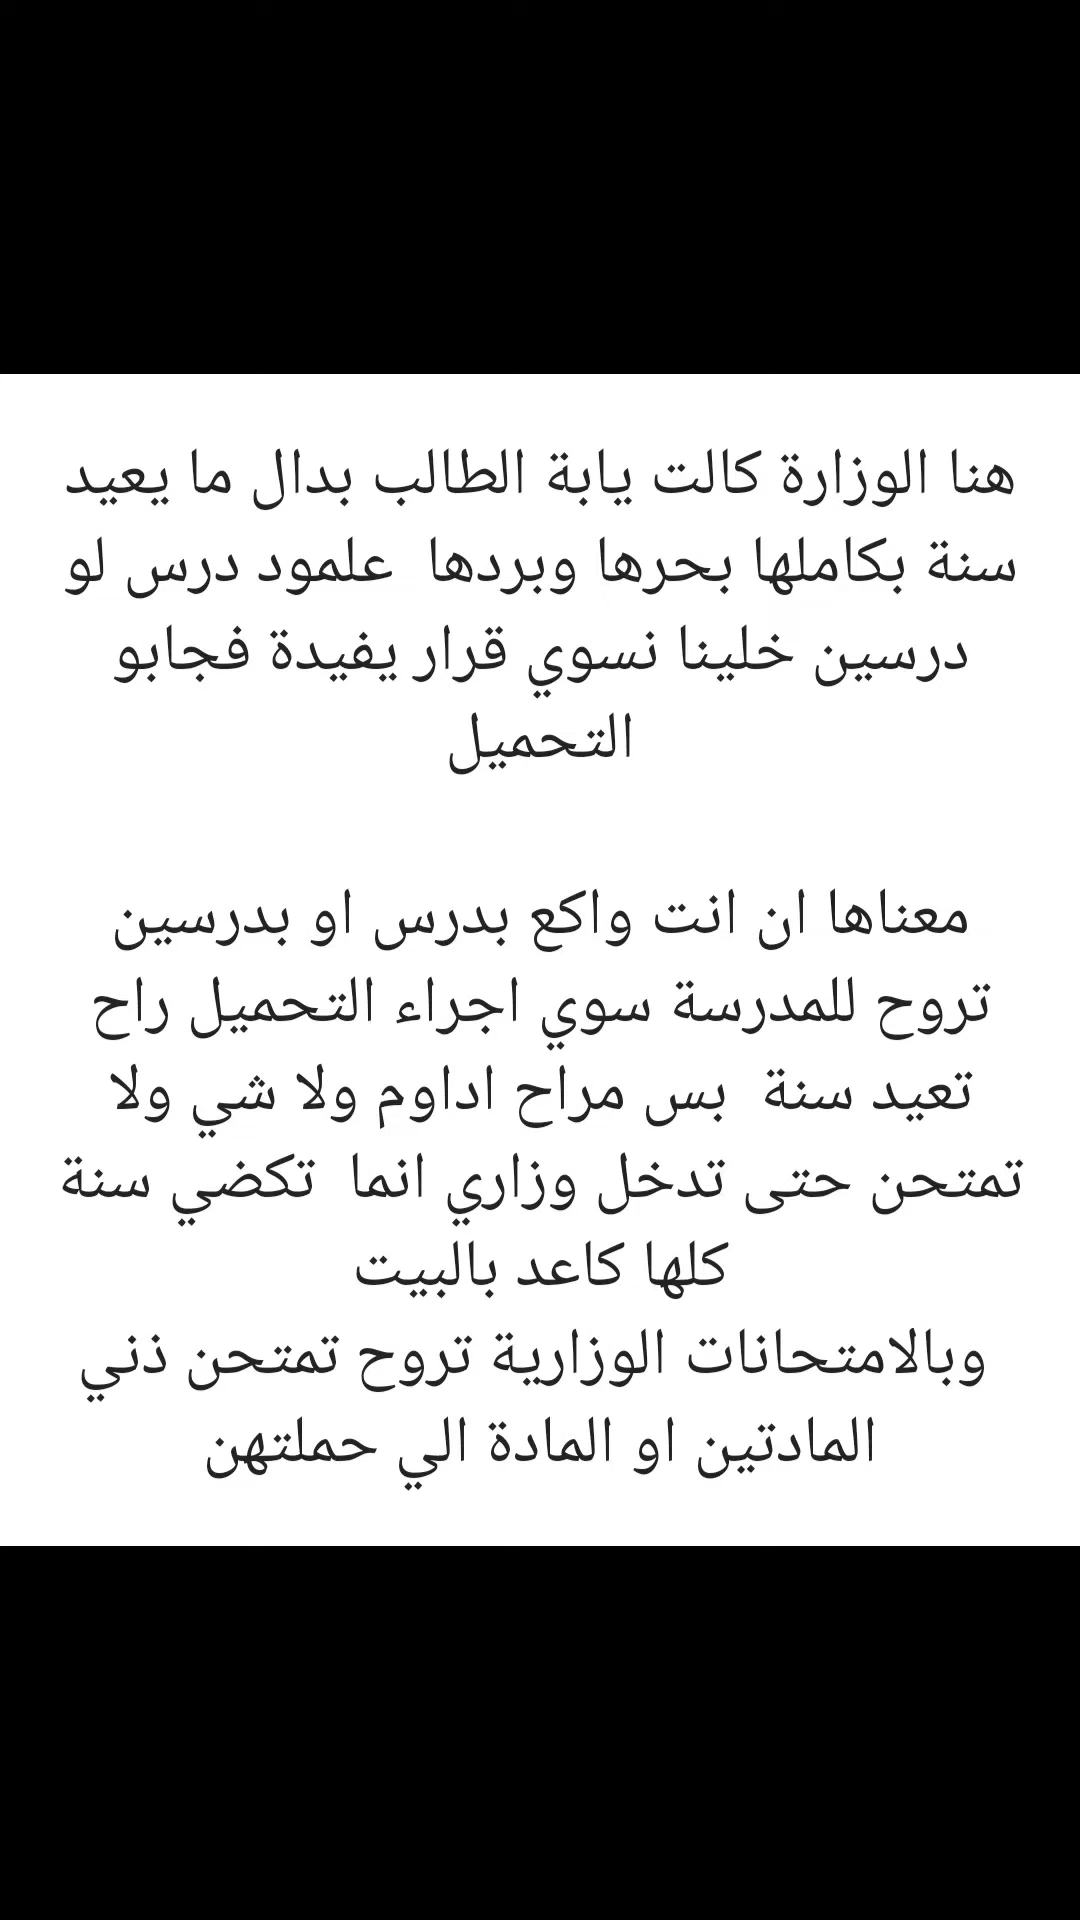 هنا الوزارة كالت يابة الطالب بدال ما يعيد
سنة بكاملها بحرها وبردها علمود درس لو
درسين خلينا نسوي قرار يفيدة فجابو
التحميل
معناها ان انت واكع بدرس او بدرسين
تروح للمدرسة سوي اجراء التحميل راح
تعيد سنة بس مراح اداوم ولا شي ولا
تمتحن حتى تدخل وزاري انما تكضي سنة
كلها كاعد بالبيت
وبالامتحانات الوزارية تروح تمتحن ذني
المادتين او المادة الي حملتهن